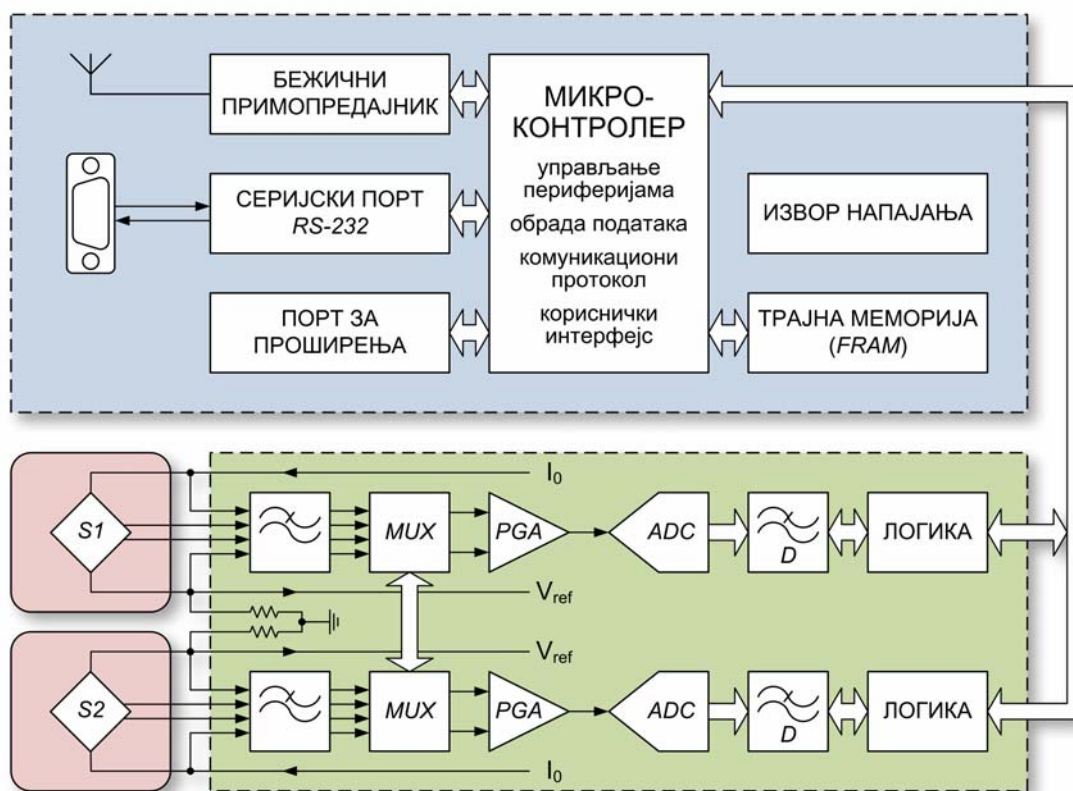 БЕЖИЧНИ
ПРИМОПРЕДАЈНИК
СЕРИЈСКИ ПОРТ
RS-232
ПОРТ ЗА
ПРОШИРЕЊА
МИКРО-
КОНТРОЛЕР
управљање
периферијама
обрада података
комуникациони
протокол
кориснички
интерфејс
ИЗВОР НАПАЈАЊА
ТРАЈНА МЕМОРИЈА
(FRAM)
I0
S1
MUX
PGA
ADC
D
ЛОГИКА
Vref
Vref
S2
MUX
PGA
ADC
D
ЛОГИКА
I0